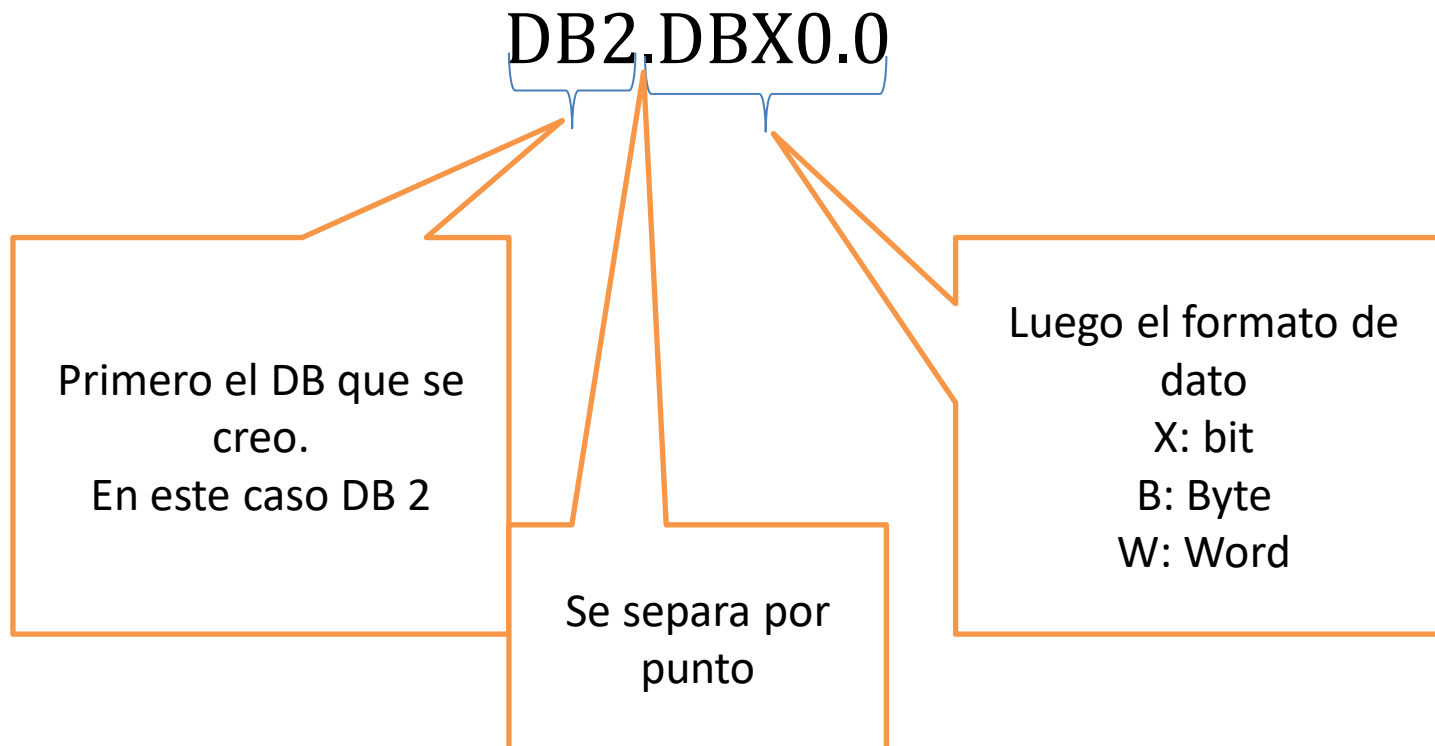 DB2.DBX0.0
Primero el DB que se
creo.
En este caso DB 2
Se separa por
punto
Luego el formato de
dato
X: bit
B: Byte
W: Word